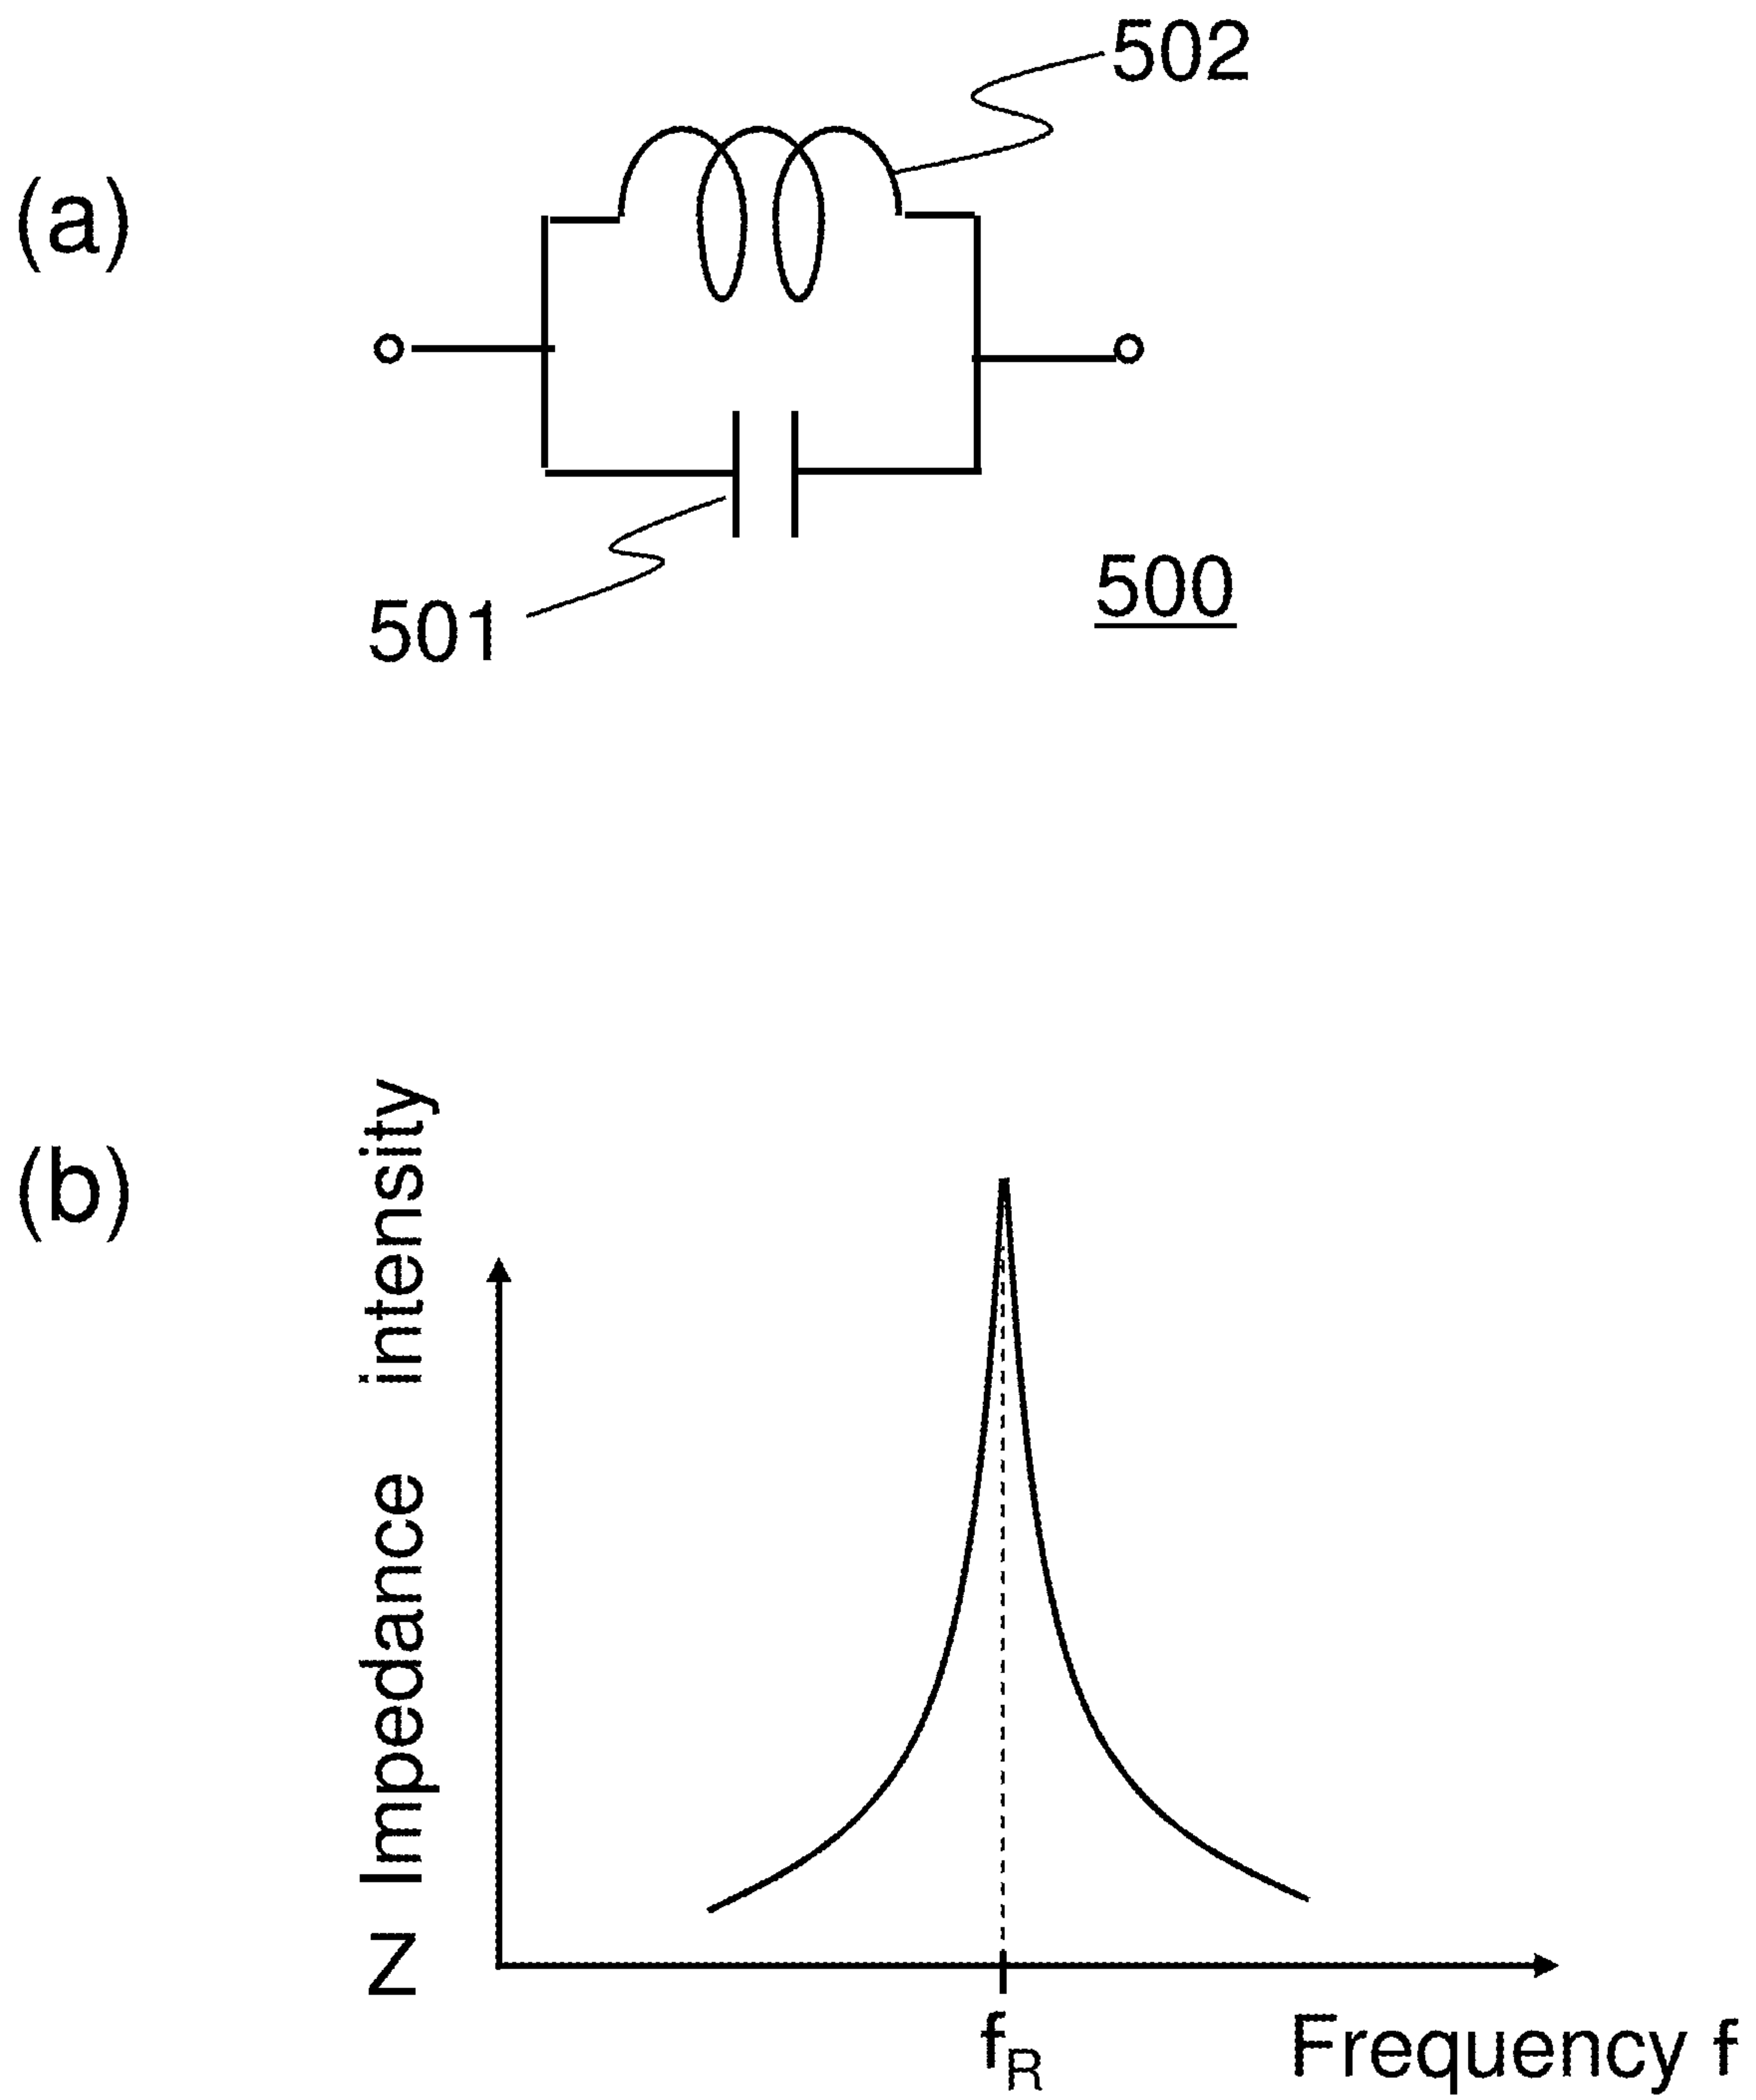 502
(a)
500
501
(b)
Z Impedance intensity
fR
Frequency f